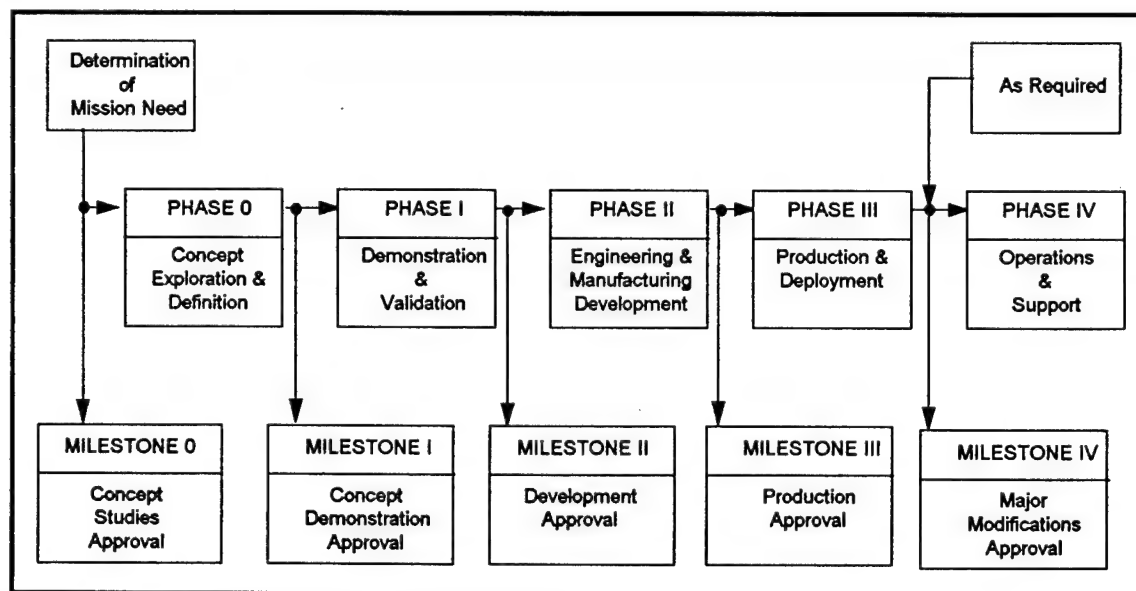 Determination
of
Mission Need
As Required
PHASE 0
Concept
Exploration &
Definition
PHASE I
Demonstration
&
Validation
PHASE II
Engineering &
Manufacturing
Development
PHASE III
Production &
Deployment
PHASE IV
Operations
&
Support
MILESTONE 0
Concept
Studies
Approval
MILESTONE I
Concept
Demonstration
Approval
MILESTONE II
Development
Approval
MILESTONE III
Production
Approval
MILESTONE IV
Major
Modifications
Approval